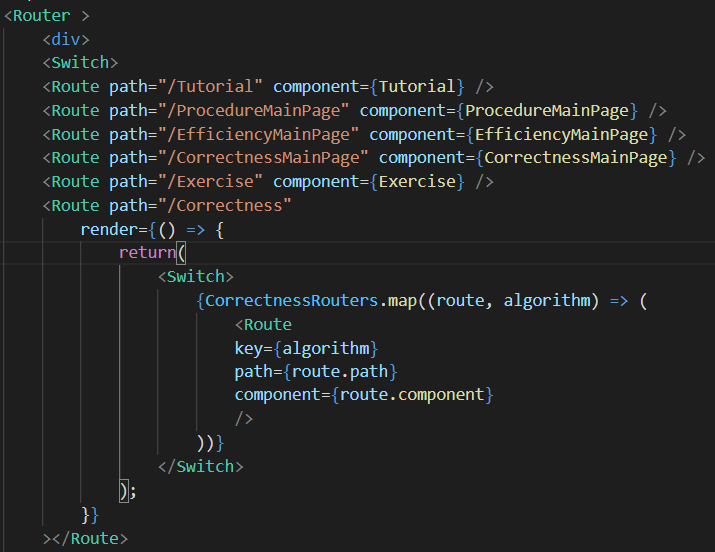 <Router >
<div>
<Switch>
<Route path="/Tutorial" component={Tutorial} />
<Route path="/ProcedureMainPage" component={ProcedureMainPage} />
<Route path="/EfficiencyMainPage" component={EfficiencyMainPage} />
<Route path="/CorrectnessMainPage" component={CorrectnessMainPage} />
<Route path="/Exercise" component={Exercise} />
<Route path="/Correctness"
render={() => {
return(
<Switch>
{CorrectnessRouters.map((route, algorithm) => (
<Route
key={algorithm}
path={route.path}
component={route.component}
/>
))}
</Switch>
);
}}
></Route>